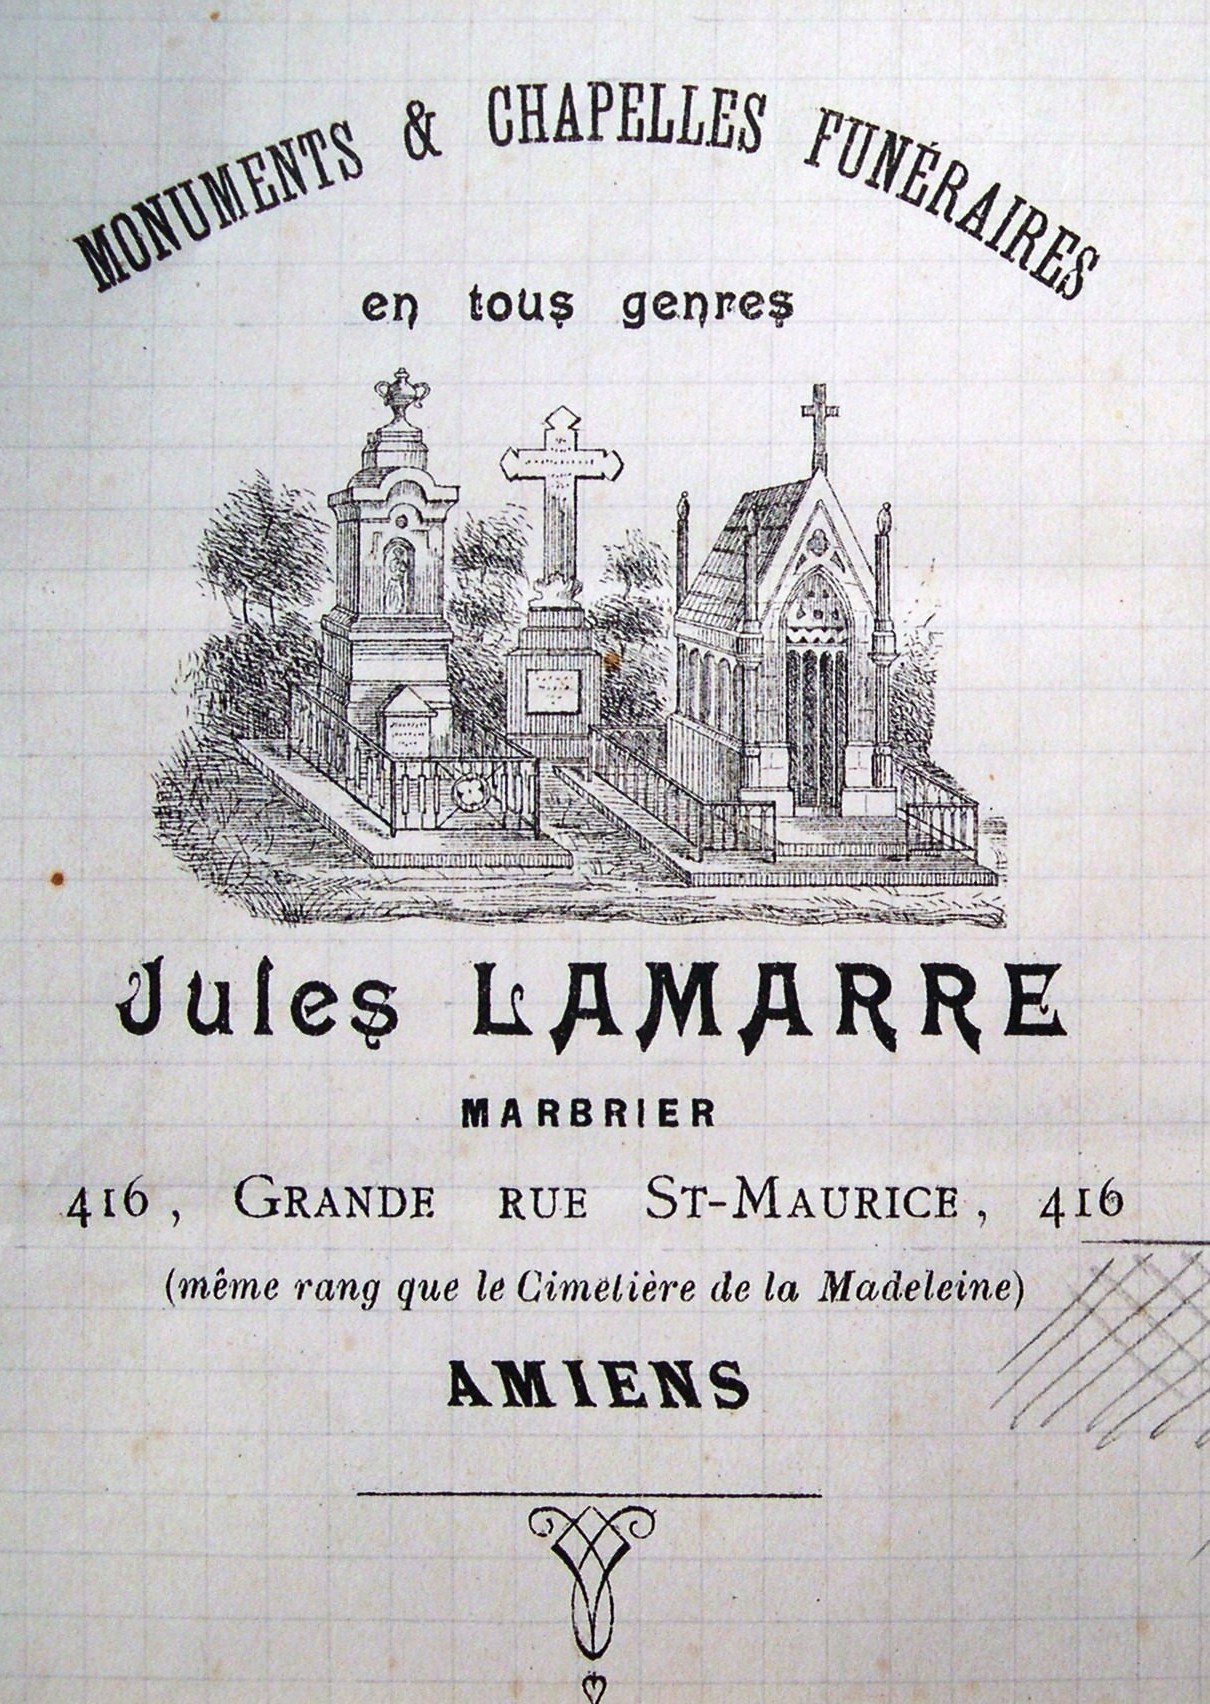 MONUMENTS & CHAPELLES FUNÉRAIRES
en tous genres
Jules LAMARRE
MARBRIER
416, GRANDE RUE ST-MAURICE, 416
(même rang que le Cimetière de la Madeleine)
AMIENS